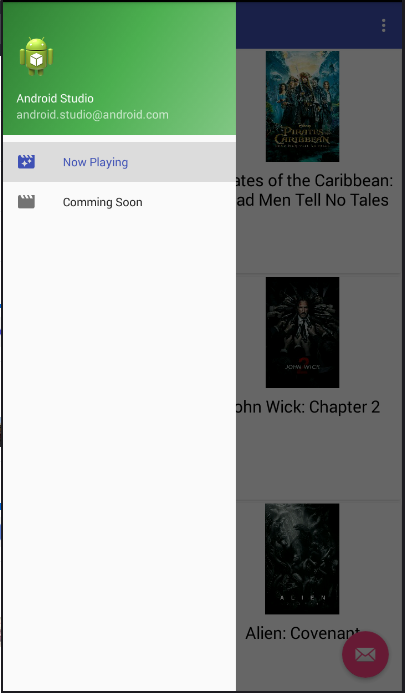 Android Studio
android.studio@android.com
Now Playing
Comming Soon
PIRATES
CARIBBEAN
ates of the Caribbean:
ad Men Tell No Tales
JOHN WICK
ohn Wick: Chapter 2
ALIEN
Alien: Covenant